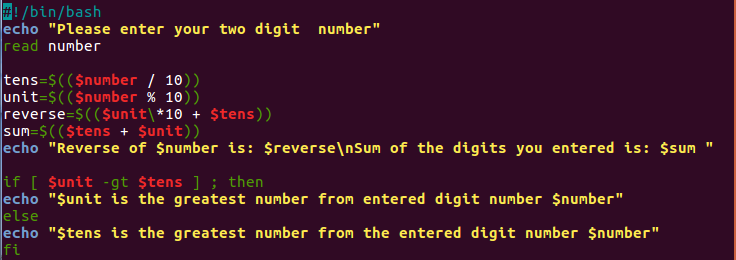 #!/bin/bash
echo "Please enter your two digit  number"
read number

tens=$(($number / 10))
unit=$(($number % 10))
reverse=$(($unit\*10 + $tens))
sum=$(($tens + $unit))
echo "Reverse of $number is: $reverse\nSum of the digits you entered is: $sum "

if [ $unit -gt $tens ] ; then
echo "$unit is the greatest number from entered digit number $number"
else
echo "$tens is the greatest number from the entered digit number $number"
fi